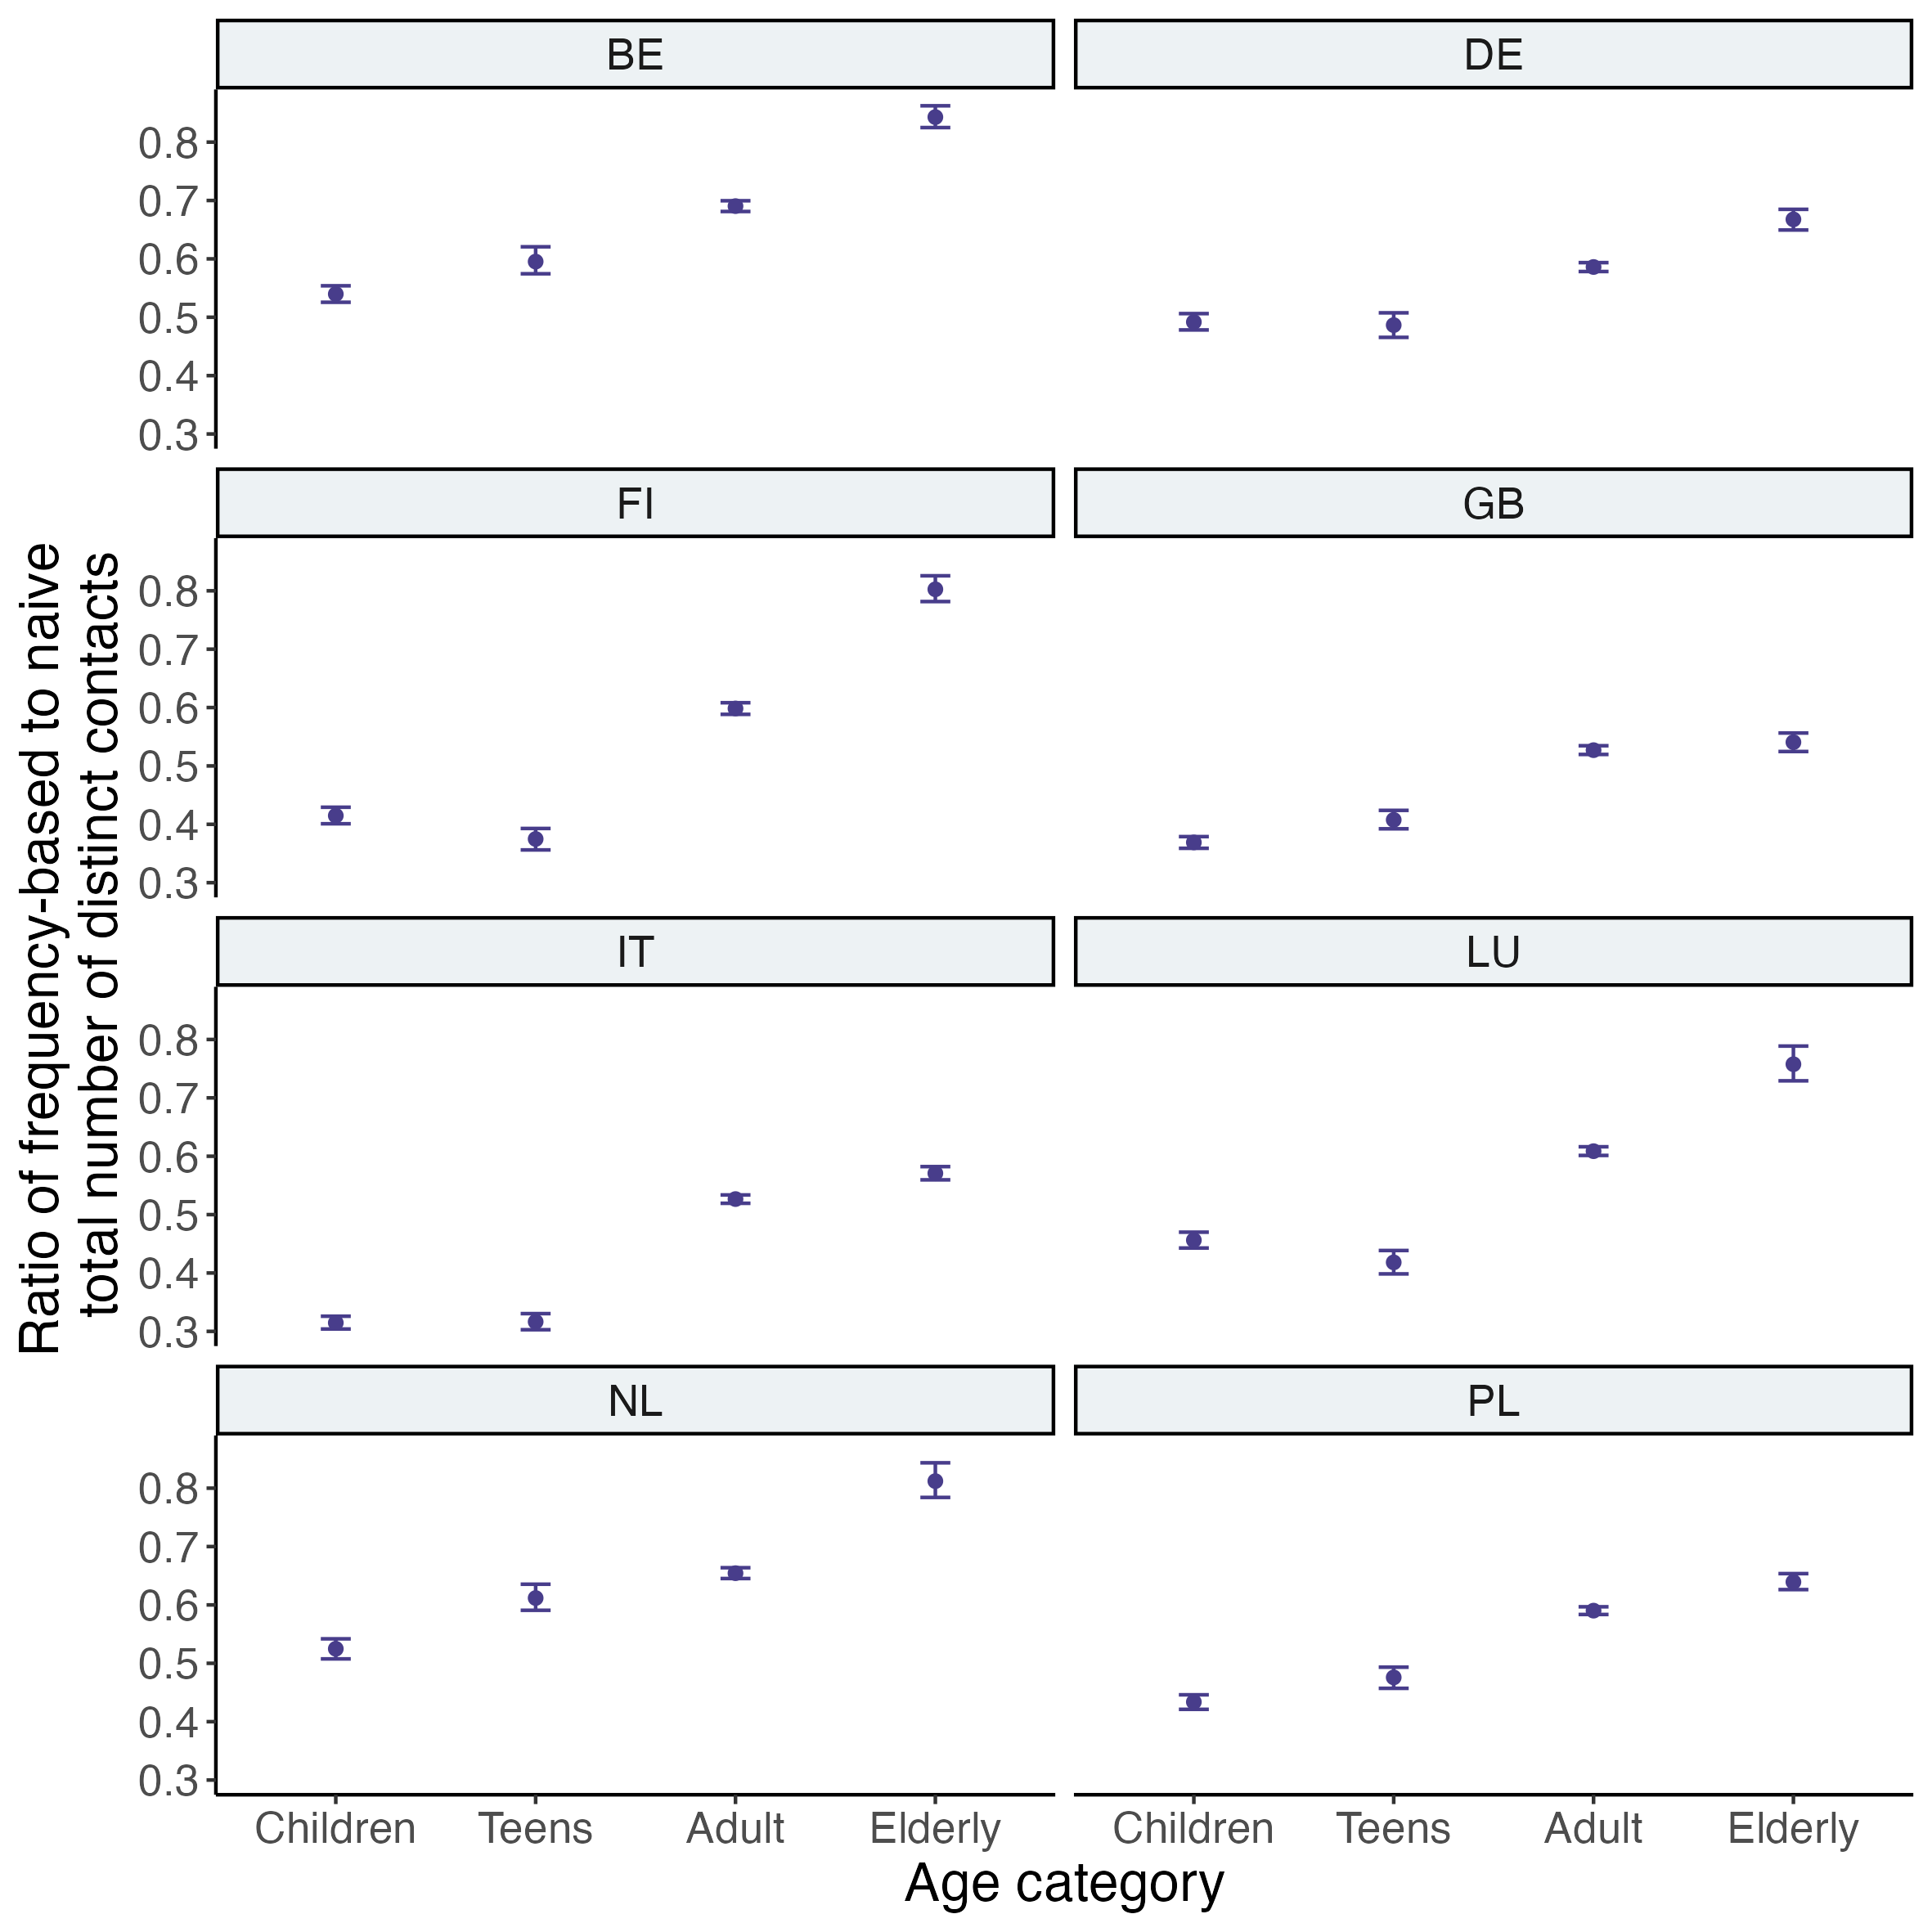 BE
DE
0.8
0.7
0.6
0.5
0.4
0.3
FI
GB
0.8
0.7
0.6
0.5
0.4
0.3
IT
LU
0.8
0.7
0.6
0.5
0.4
0.3
NL
PL
0.8
0.7
0.6
0.5
0.4
0.3
Children Teens Adult Elderly
Children Teens Adult Elderly
Age category
Ratio of frequency-based to naive
total number of distinct contacts